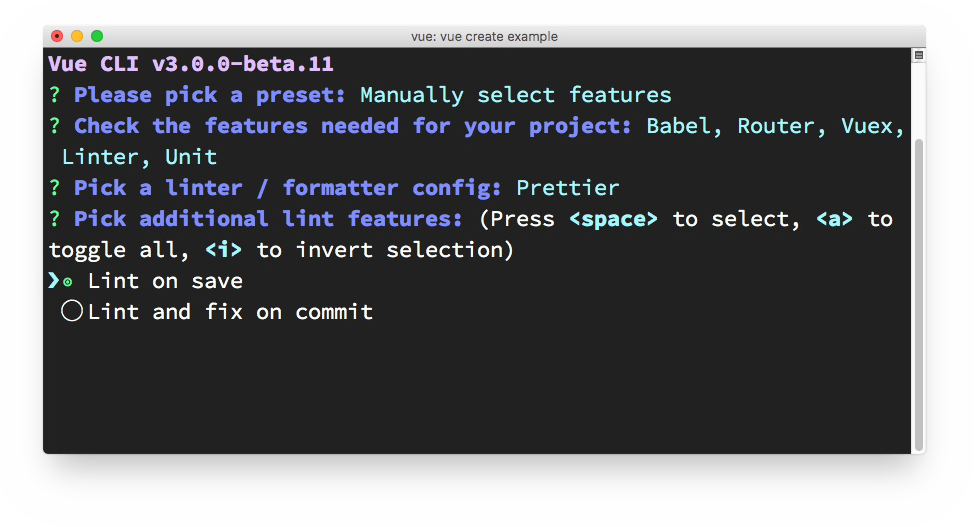 vue: vue create example
Vue CLI v3.0.0-beta.11
? Please pick a preset: Manually select features
? Check the features needed for your project: Babel, Router, Vuex,
Linter, Unit
? Pick a linter / formatter config: Prettier
? Pick additional lint features: (Press <space> to select, <a> to
toggle all, <i> to invert selection)
❯◉ Lint on save
◯Lint and fix on commit